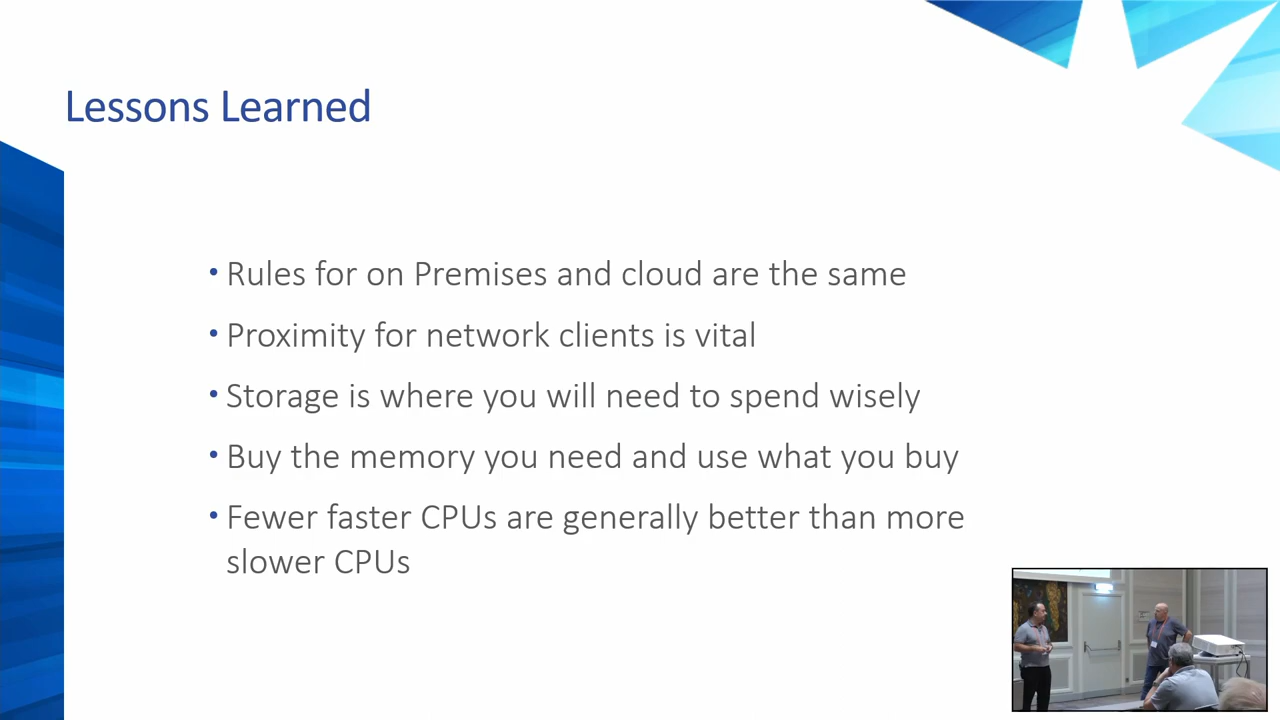 Lessons Learned
• Rules for on Premises and cloud are the same
• Proximity for network clients is vital
• Storage is where you will need to spend wisely
• Buy the memory you need and use what you buy
• Fewer faster CPUs are generally better than more
slower CPUs